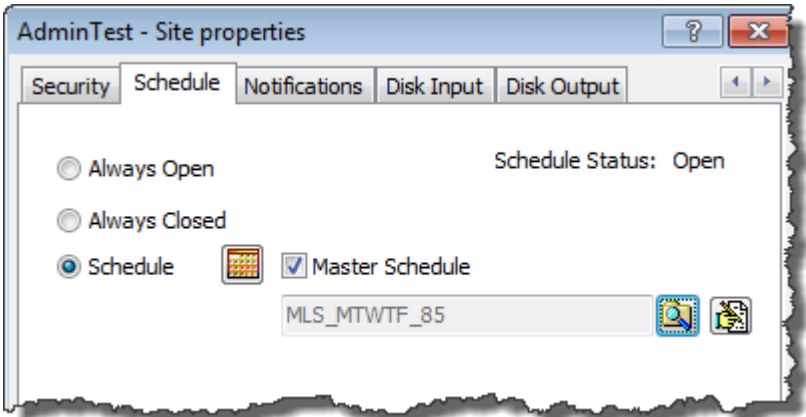 AdminTest - Site properties
Security Schedule Notifications Disk Input Disk Output
Always Open Schedule Status: Open
Always Closed
Schedule Master Schedule
MLS_MTWTF_85